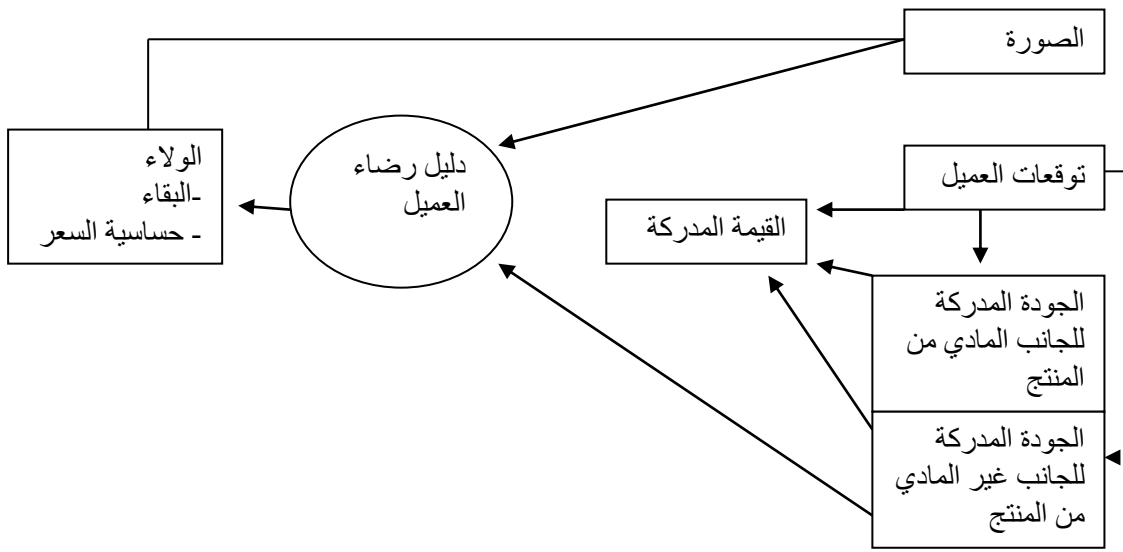 الصورة
توقعات العميل
القيمة المدركة
الجودة المدركة
للجانب المادي من
المنتج
الجودة المدركة
للجانب غير المادي
من المنتج
دليل رضاء
العميل
الولاء
-البقاء
- حساسية السعر